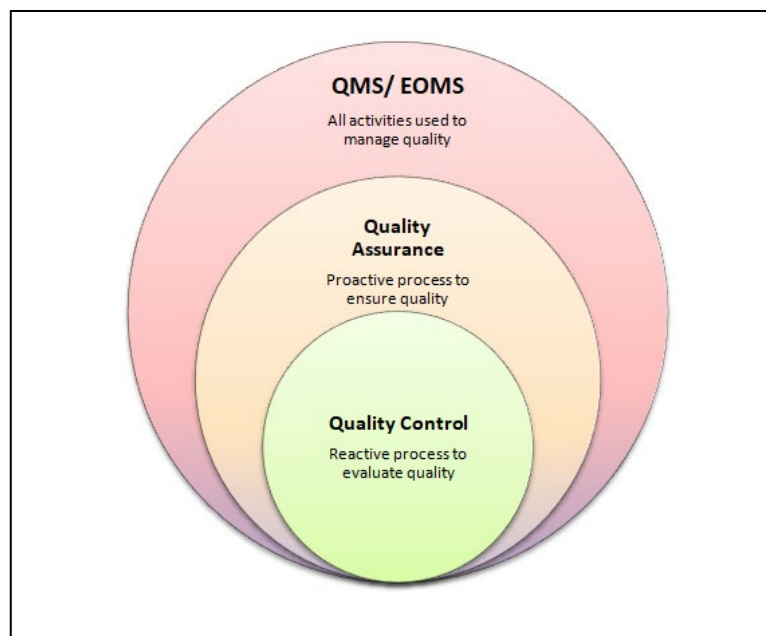 QMS/ EOMS
All activities used to
manage quality
Quality
Assurance
Proactive process to
ensure quality
Quality Control
Reactive process to
evaluate quality